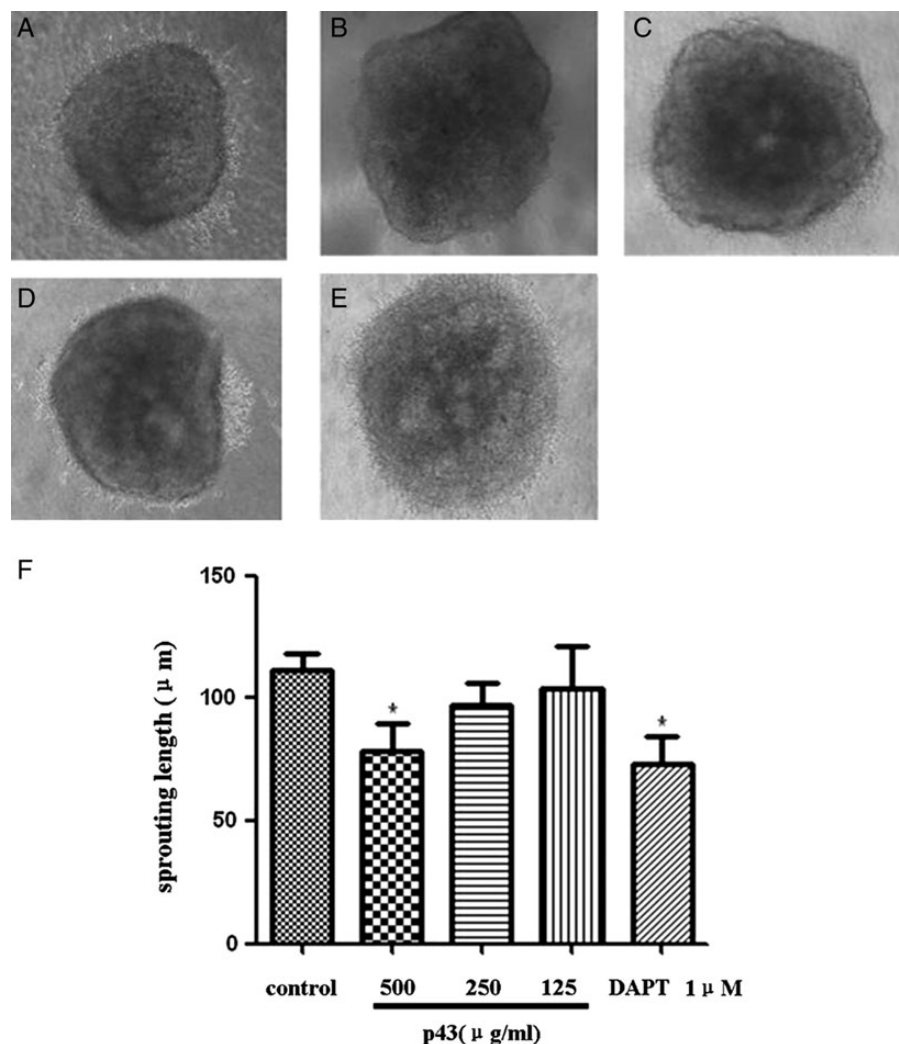 A
B
C
D
E
F
sprouting length ( μ m)
150
100
50
0
*
*
control
500
250
125
DAPT 1 μ M
p43( μ g/ml)